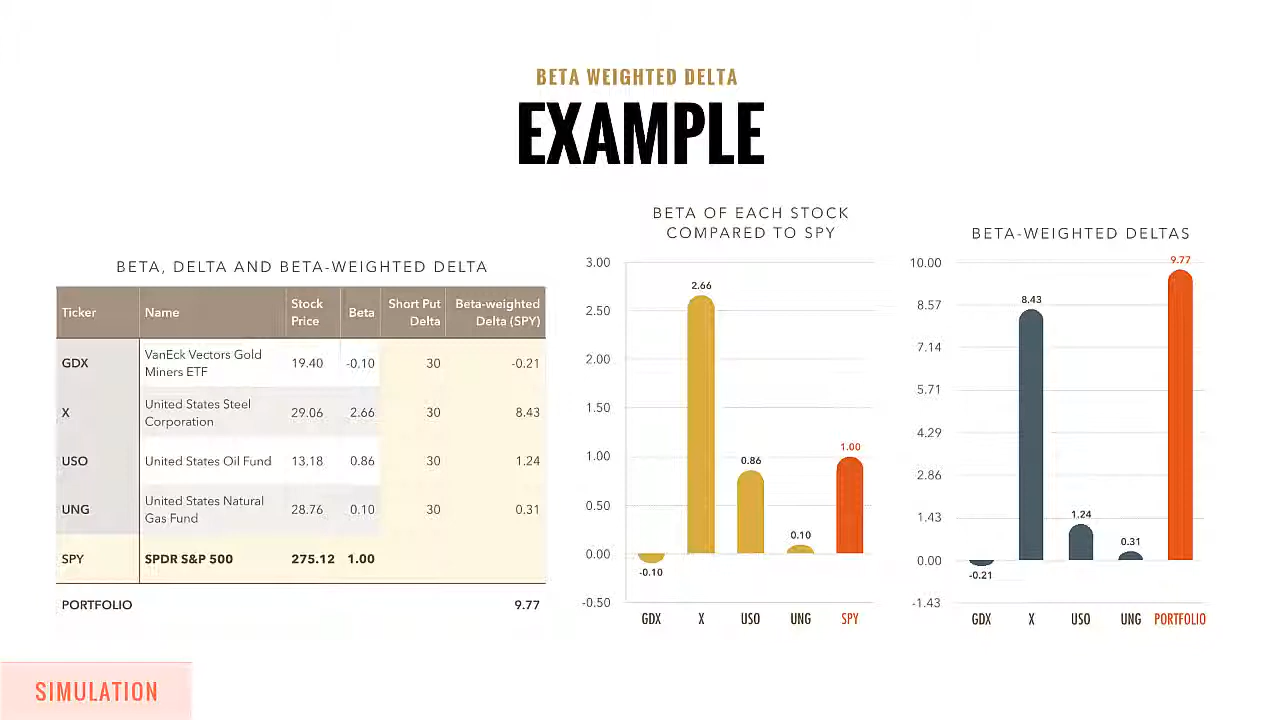 BETA WEIGHTED DELTA
EXAMPLE
BETA, DELTA AND BETA-WEIGHTED DELTA
Ticker Name Stock Price Beta Short Put Delta Beta-weighted Delta (SPY)
GDX VanEck Vectors Gold Miners ETF 19.40 -0.10 30 -0.21
X United States Steel Corporation 29.06 2.66 30 8.43
USO United States Oil Fund 13.18 0.86 30 1.24
UNG United States Natural Gas Fund 28.76 0.10 30 0.31
SPY SPDR S&P 500 275.12 1.00
PORTFOLIO 9.77
BETA OF EACH STOCK
COMPARED TO SPY
3.00
2.50
2.00
1.50
1.00
0.50
0.00
-0.50
2.66
0.86
0.10
1.00
-0.10
GDX X USO UNG SPY
BETA-WEIGHTED DELTAS
10.00
8.57
7.14
5.71
4.29
2.86
1.43
0.00
-1.43
9.77
8.43
1.24
0.31
-0.21
GDX X USO UNG PORTFOLIO
SIMULATION